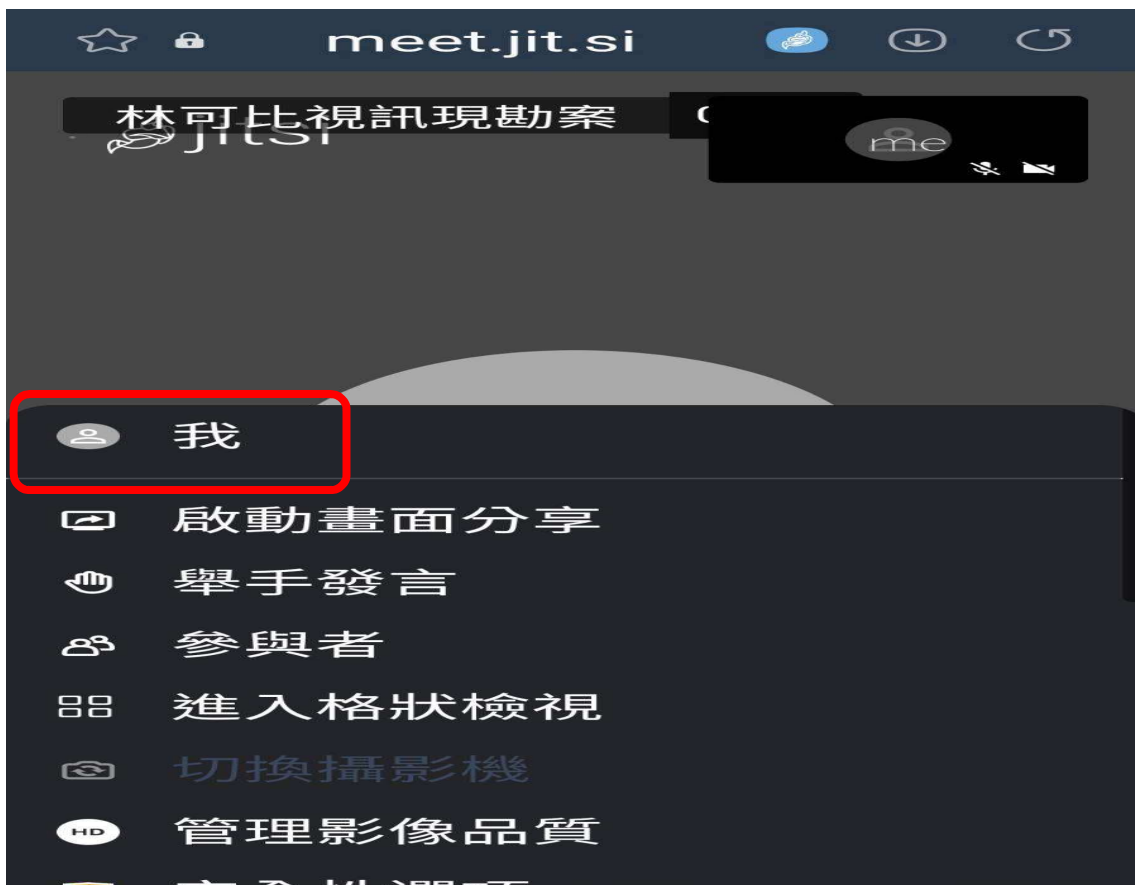 meet.jit.si
林可比視訊現勘案
jitsi
me
我
啟動畫面分享
舉手發言
參與者
進入格狀檢視
切換攝影機
HD 管理影像品質